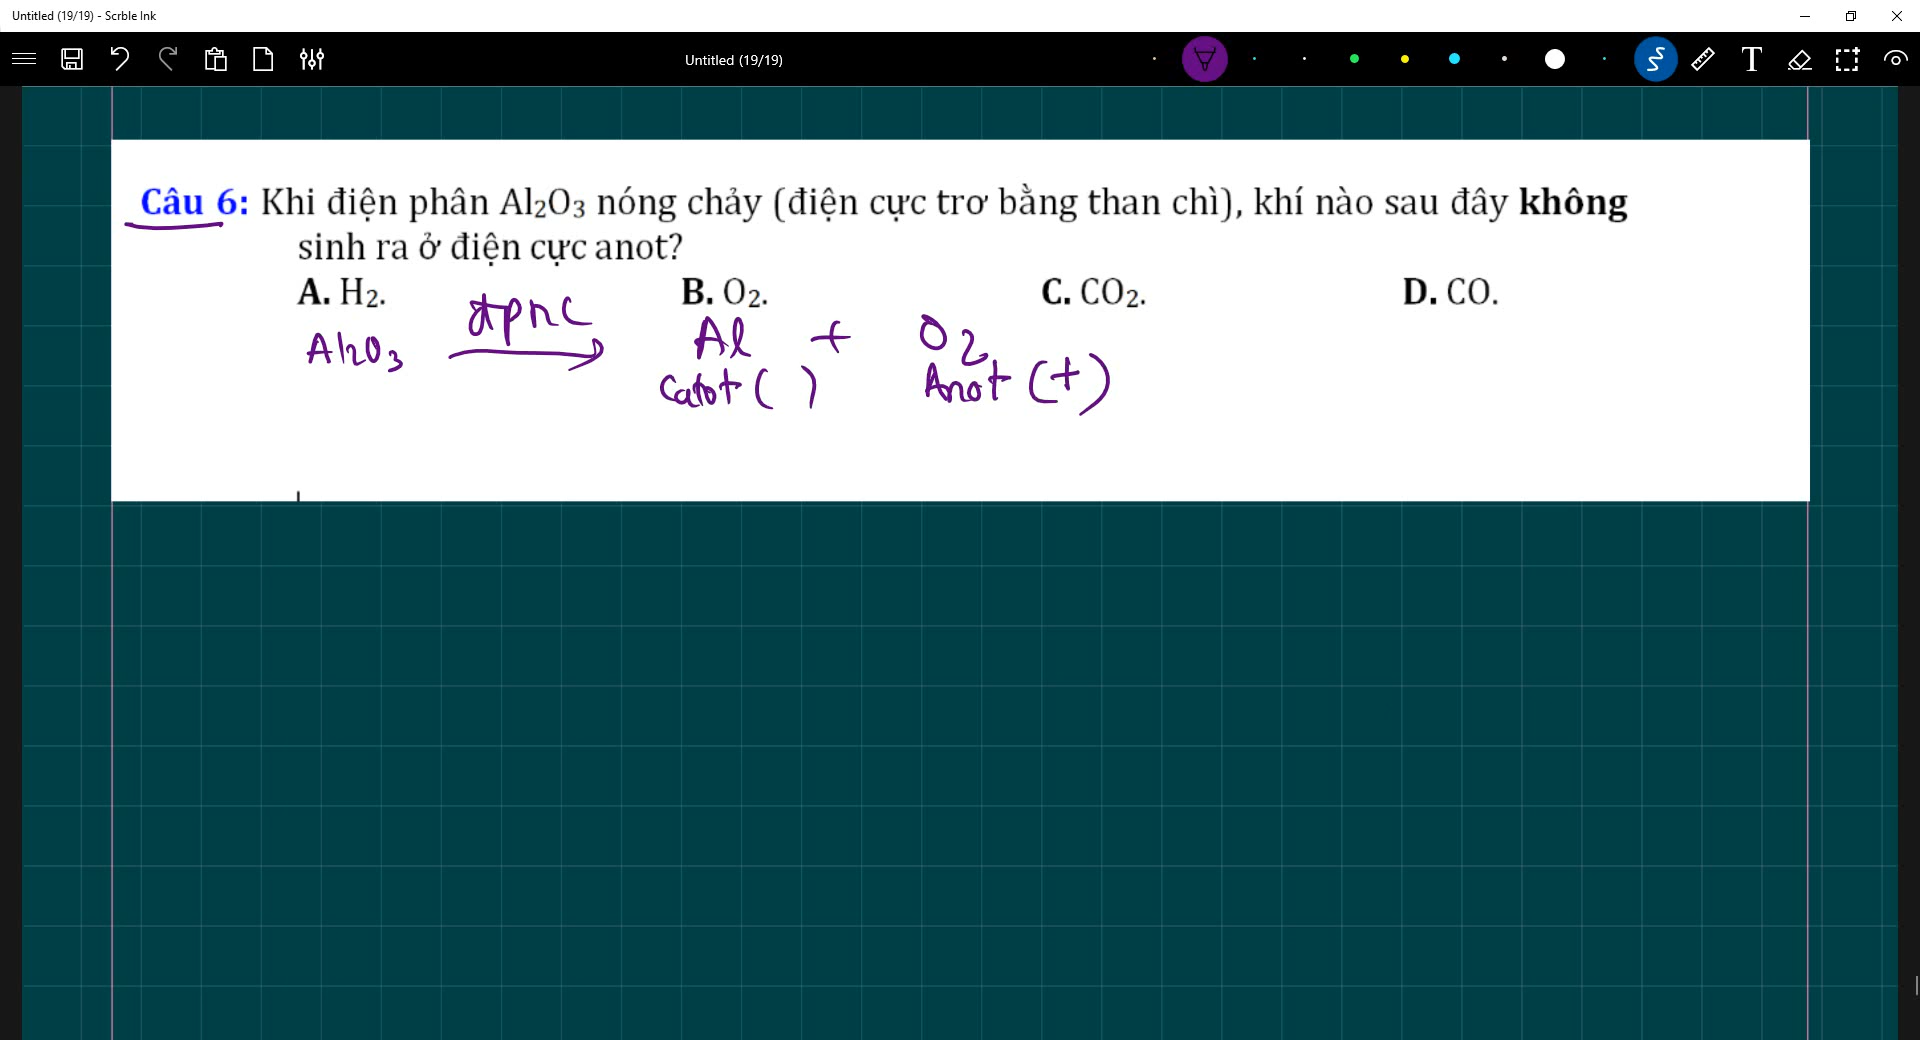 Untitled (19/19) - Scrble Ink
Untitled (19/19)
T
Câu 6: Khi điện phân Al₂O₃ nóng chảy (điện cực trơ bằng than chì), khí nào sau đây không
sinh ra ở điện cực anot?
A. H₂. B. O₂. C. CO₂. D. CO.
Al2O3 đpnc → Al + O2
Catot ( ) Anot (+)